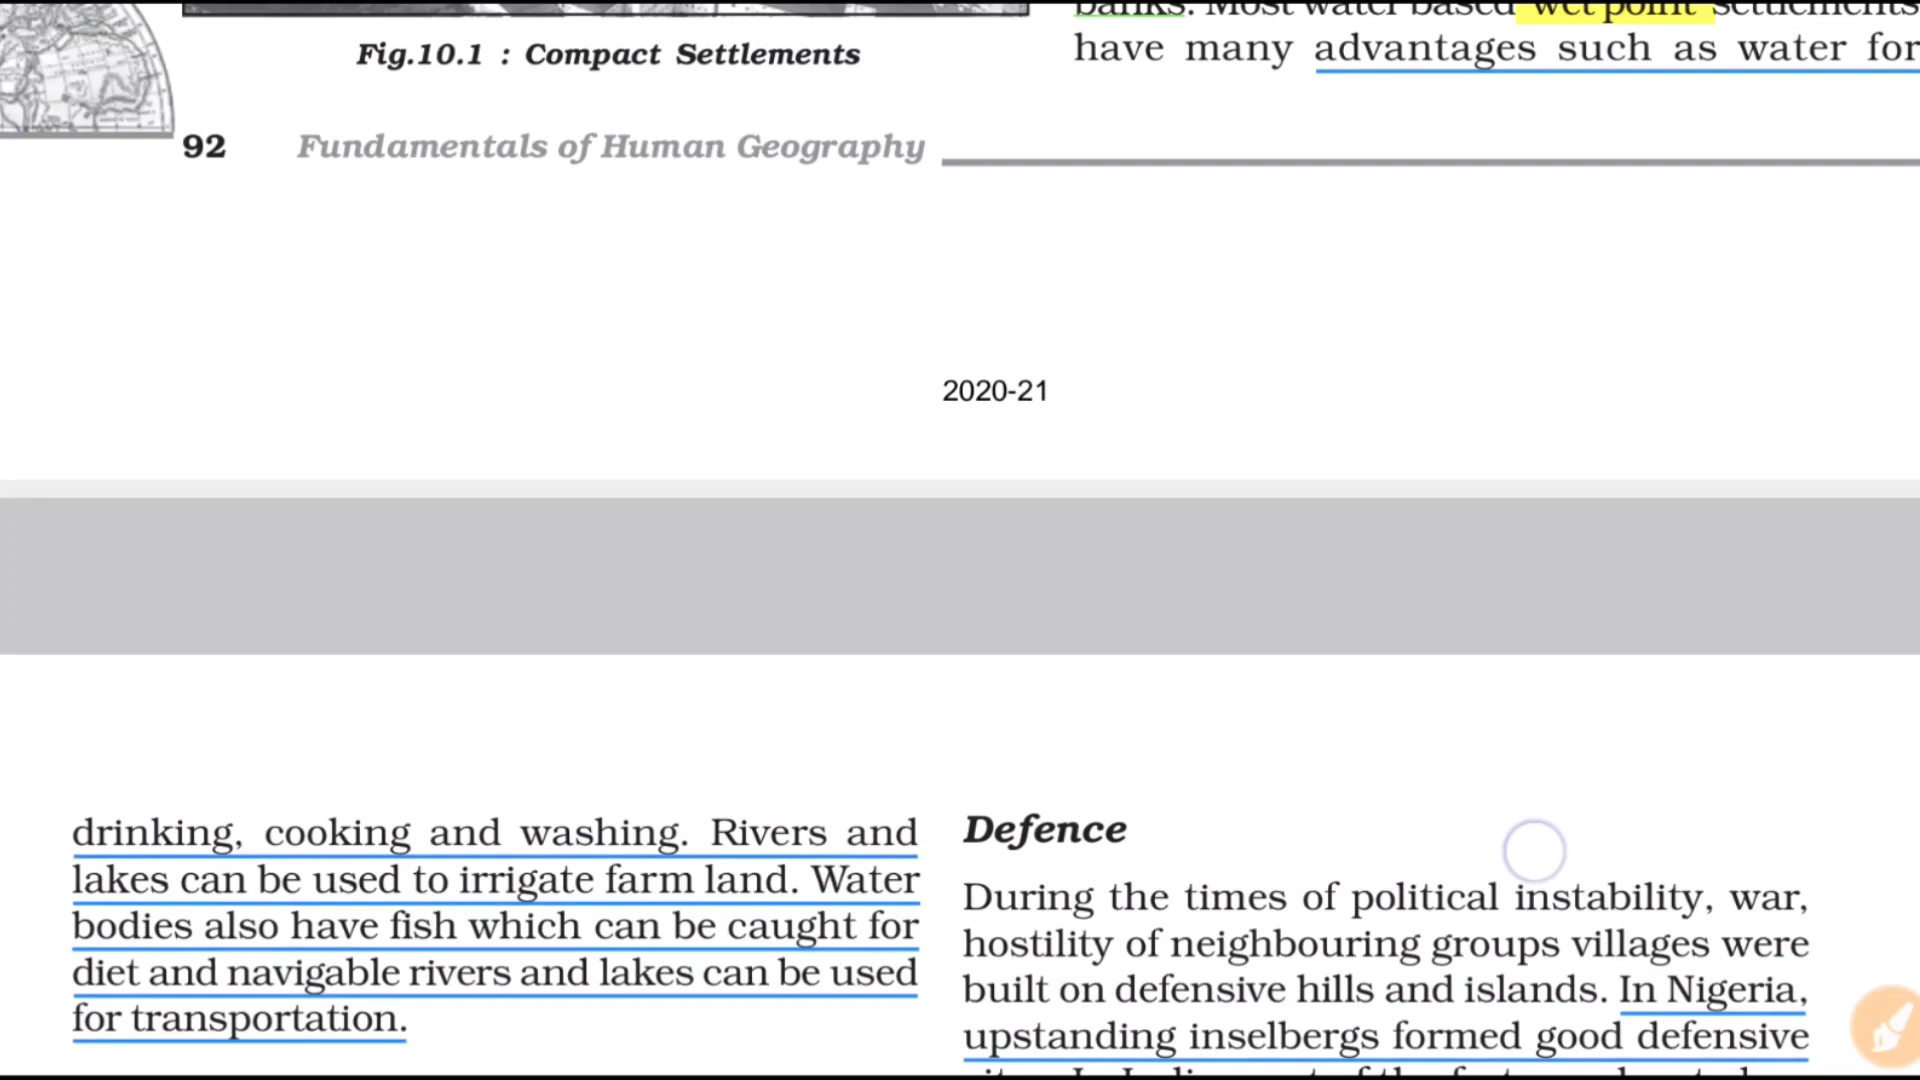 banks. Most water based 'wet point' settlements
Fig.10.1 : Compact Settlements
have many advantages such as water for
92 Fundamentals of Human Geography
2020-21
drinking, cooking and washing. Rivers and
lakes can be used to irrigate farm land. Water
bodies also have fish which can be caught for
diet and navigable rivers and lakes can be used
for transportation.
Defence
During the times of political instability, war,
hostility of neighbouring groups villages were
built on defensive hills and islands. In Nigeria,
upstanding inselbergs formed good defensive